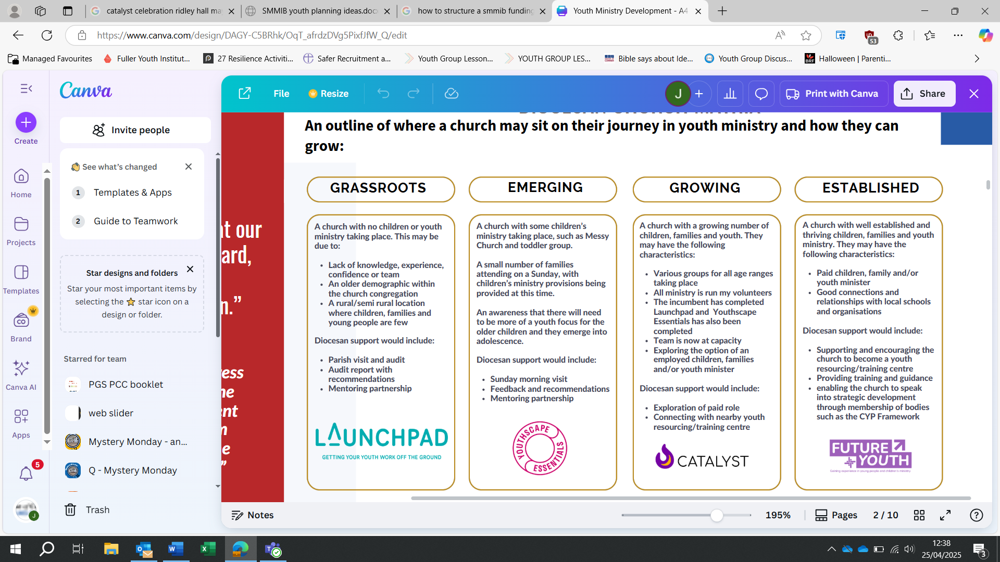 catalyst celebration ridley hall ma
SMMIB youth planning ideas.doc
how to structure a smmib funding
Youth Ministry Development - A4
https://www.canva.com/design/DAGY-C5BRhk/OqT_afrdzDVg5PixfJfW_Q/edit
53
Managed Favourites
Fuller Youth Institut...
27 Resilience Activiti...
Safer Recruitment a...
Youth Group Lesson...
YOUTH GROUP LES...
Bible says about Ide...
Youth Group Discus...
BRF
Halloween | Parenti...
Canva
File
Resize
J
Print with Canva
Share
Create
Home
Projects
Templates
Brand
Canva AI
Apps
5
J
Invite people
See what's changed
1 Templates & Apps
2 Guide to Teamwork
Star designs and folders
Star your most important items by
selecting the ⭐ star icon on a
design or folder.
Starred for team
PGS PCC booklet
web slider
Mystery Monday - an...
Q - Mystery Monday
Trash
t our
ard,
n.”
ess
ne
nt
n
e
”
DIOCESAN CHURCH MATRIX
An outline of where a church may sit on their journey in youth ministry and how they can
grow:
GRASSROOTS
A church with no children or youth
ministry taking place. This may be
due to:
• Lack of knowledge, experience,
confidence or team
• An older demographic within
the church congregation
• A rural/semi rural location
where children, families and
young people are few
Diocesan support would include:
• Parish visit and audit
• Audit report with
recommendations
• Mentoring partnership
LAUNCHPAD
GETTING YOUR YOUTH WORK OFF THE GROUND
EMERGING
A church with some children’s
ministry taking place, such as Messy
Church and toddler group.
A small number of families
attending on a Sunday, with
children’s ministry provisions being
provided at this time.
An awareness that there will need
to be more of a youth focus for the
older children and they emerge into
adolescence.
Diocesan support would include:
• Sunday morning visit
• Feedback and recommendations
• Mentoring partnership
YOUTHSCAPE
ESSENTIALS
GROWING
A church with a growing number of
children, families and youth. They
may have the following
characteristics:
• Various groups for all age ranges
taking place
• All ministry is run my volunteers
• The incumbent has completed
Launchpad and Youthscape
Essentials has also been
completed
• Team is now at capacity
• Exploring the option of an
employed children, families
and/or youth minister
Diocesan support would include:
• Exploration of paid role
• Connecting with nearby youth
resourcing/training centre
CATALYST
ESTABLISHED
A church with well established and
thriving children, families and youth
ministry. They may have the
following characteristics:
• Paid children, family and/or
youth minister
• Good connections and
relationships with local schools
and organisations
Diocesan support would include:
• Supporting and encouraging the
church to become a youth
resourcing/training centre
• Providing training and guidance
• enabling the church to speak
into strategic development
through membership of bodies
such as the CYP Framework
FUTURE
YOUTH
Gaining experience in young people and children's ministry
Notes
195%
Pages
2 / 10
12:38
25/04/2025
3